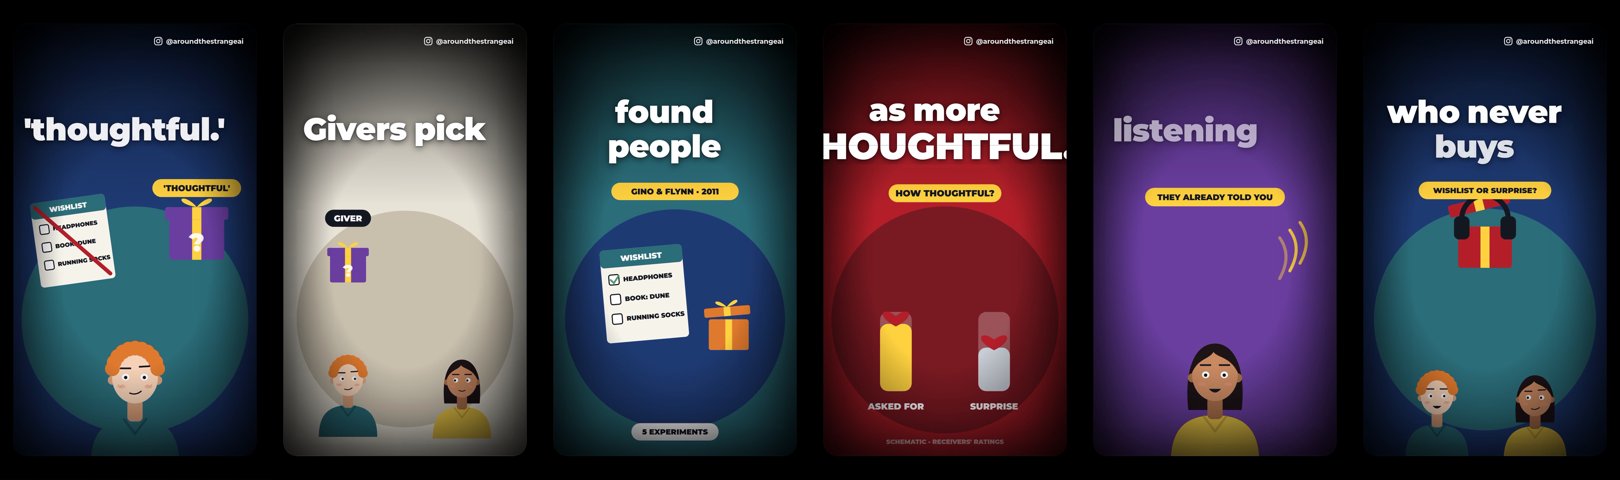 @aroundthestrangeai
'thoughtful.'
'THOUGHTFUL'
WISHLIST
HEADPHONES
BOOK: DUNE
RUNNING SOCKS
?
@aroundthestrangeai
Givers pick
GIVER
?
@aroundthestrangeai
found
people
GINO & FLYNN • 2011
WISHLIST
HEADPHONES
BOOK: DUNE
RUNNING SOCKS
5 EXPERIMENTS
@aroundthestrangeai
as more
HOUGHTFUL.
HOW THOUGHTFUL?
ASKED FOR
SURPRISE
SCHEMATIC • RECEIVERS' RATINGS
@aroundthestrangeai
listening
THEY ALREADY TOLD YOU
@aroundthestrangeai
who never
buys
WISHLIST OR SURPRISE?